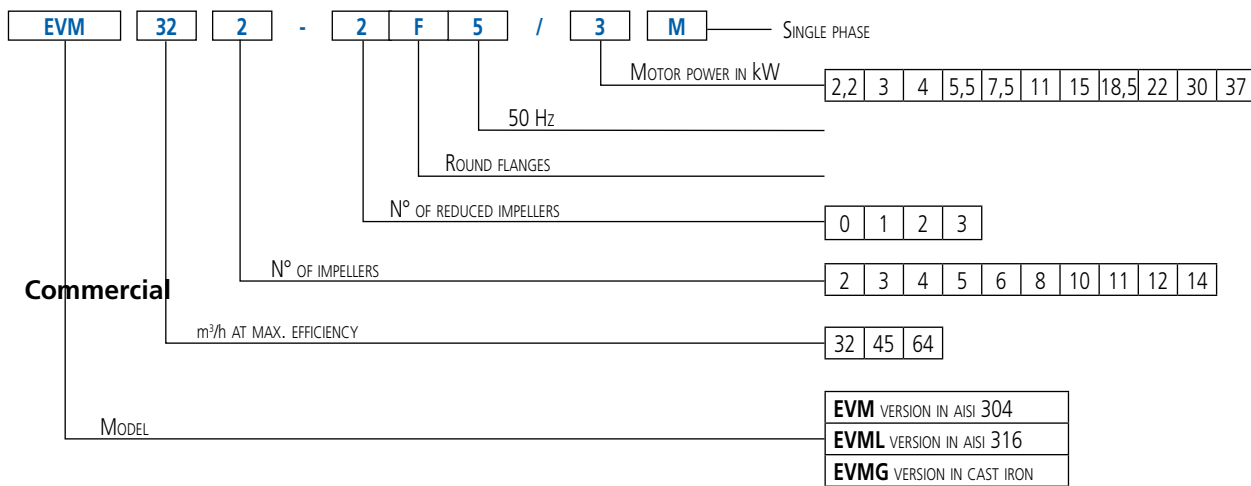 EVM 32 2 - 2 F 5 / 3 M SINGLE PHASE
MOTOR POWER IN kW 2,2 3 4 5,5 7,5 11 15 18,5 22 30 37
50 Hz
ROUND FLANGES
N° OF REDUCED IMPELLERS 0 1 2 3
N° OF IMPELLERS 2 3 4 5 6 8 10 11 12 14
Commercial
m³/h AT MAX. EFFICIENCY 32 45 64
EVM VERSION IN AISI 304
MODEL EVML VERSION IN AISI 316
EVMG VERSION IN CAST IRON